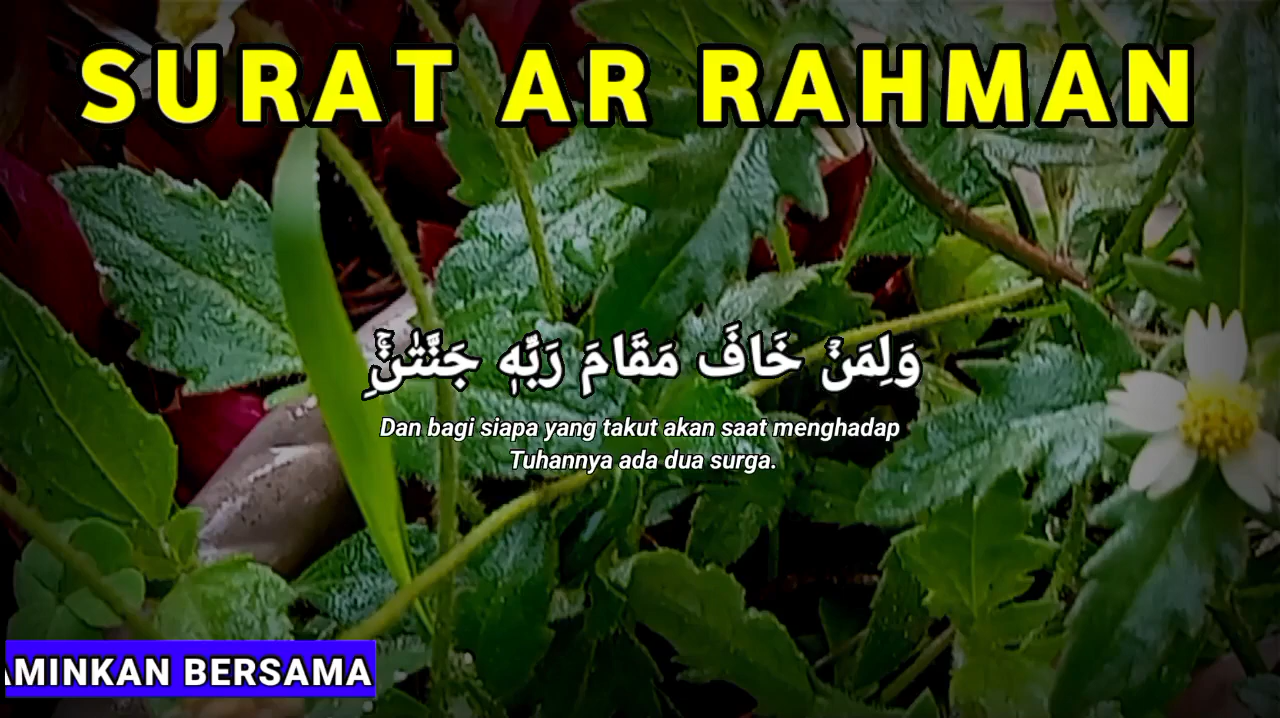 SURAT AR RAHMAN
وَلِمَنْ خَافَ مَقَامَ رَبِّهٖ جَنَّتٰنِۚ
Dan bagi siapa yang takut akan saat menghadap
Tuhannya ada dua surga.
AMINKAN BERSAMA